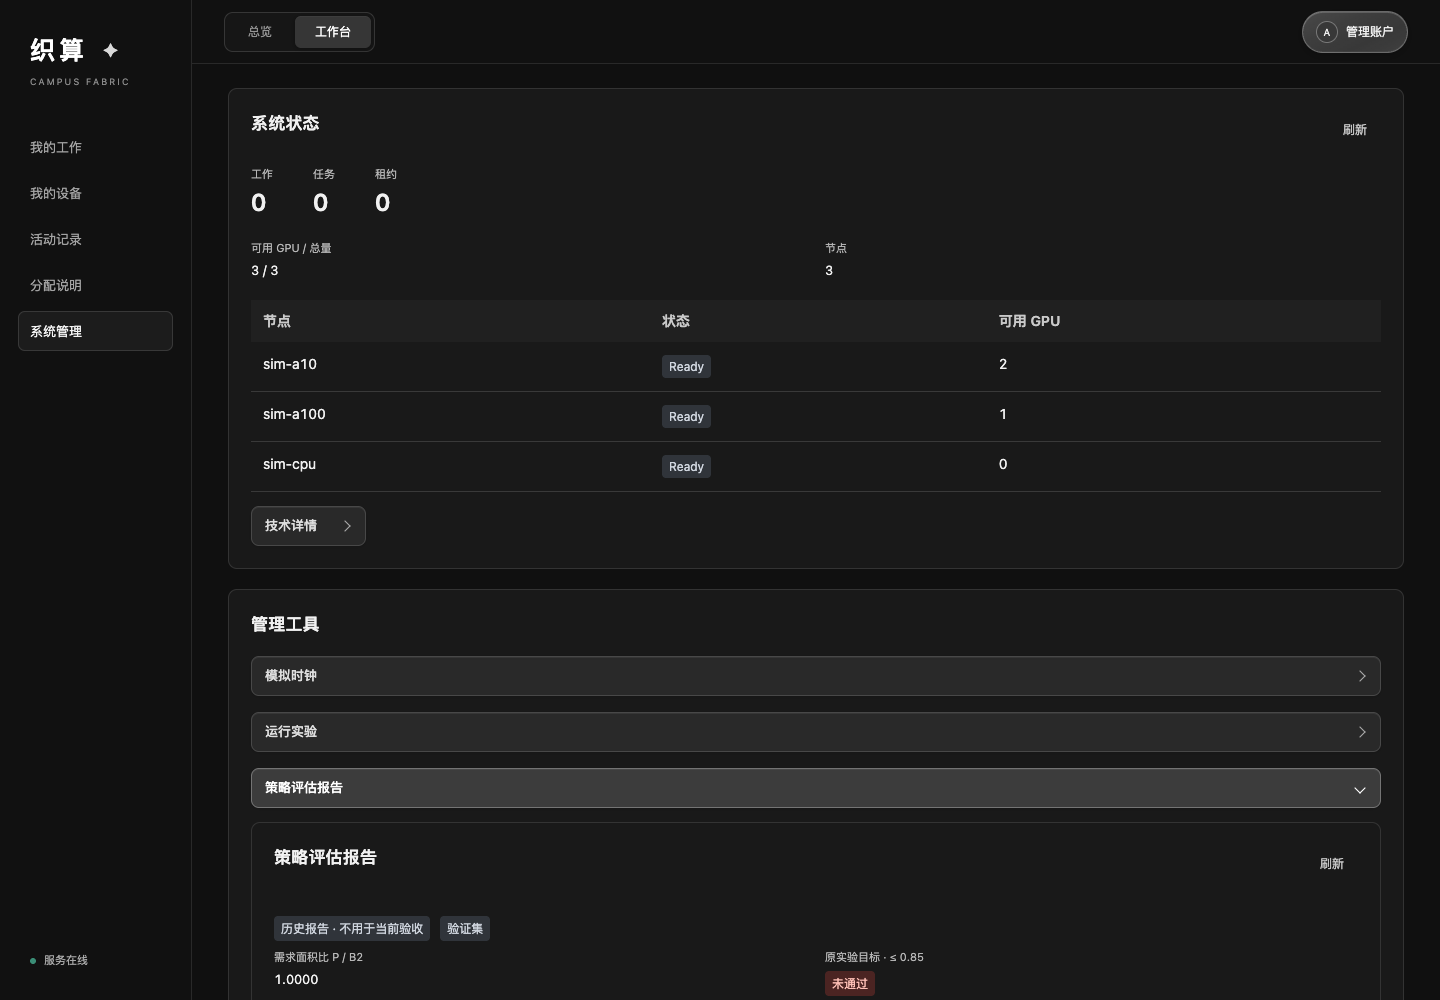 织算
CAMPUS FABRIC
我的工作
我的设备
活动记录
分配说明
系统管理
服务在线
总览 工作台
A 管理账户
系统状态
刷新
工作 任务 租约
0 0 0
可用 GPU / 总量 节点
3 / 3 3
节点 状态 可用 GPU
sim-a10 Ready 2
sim-a100 Ready 1
sim-cpu Ready 0
技术详情
管理工具
模拟时钟
运行实验
策略评估报告
策略评估报告
刷新
历史报告 · 不用于当前验收 验证集
需求面积比 P / B2 原实验目标 · ≤ 0.85
1.0000 未通过